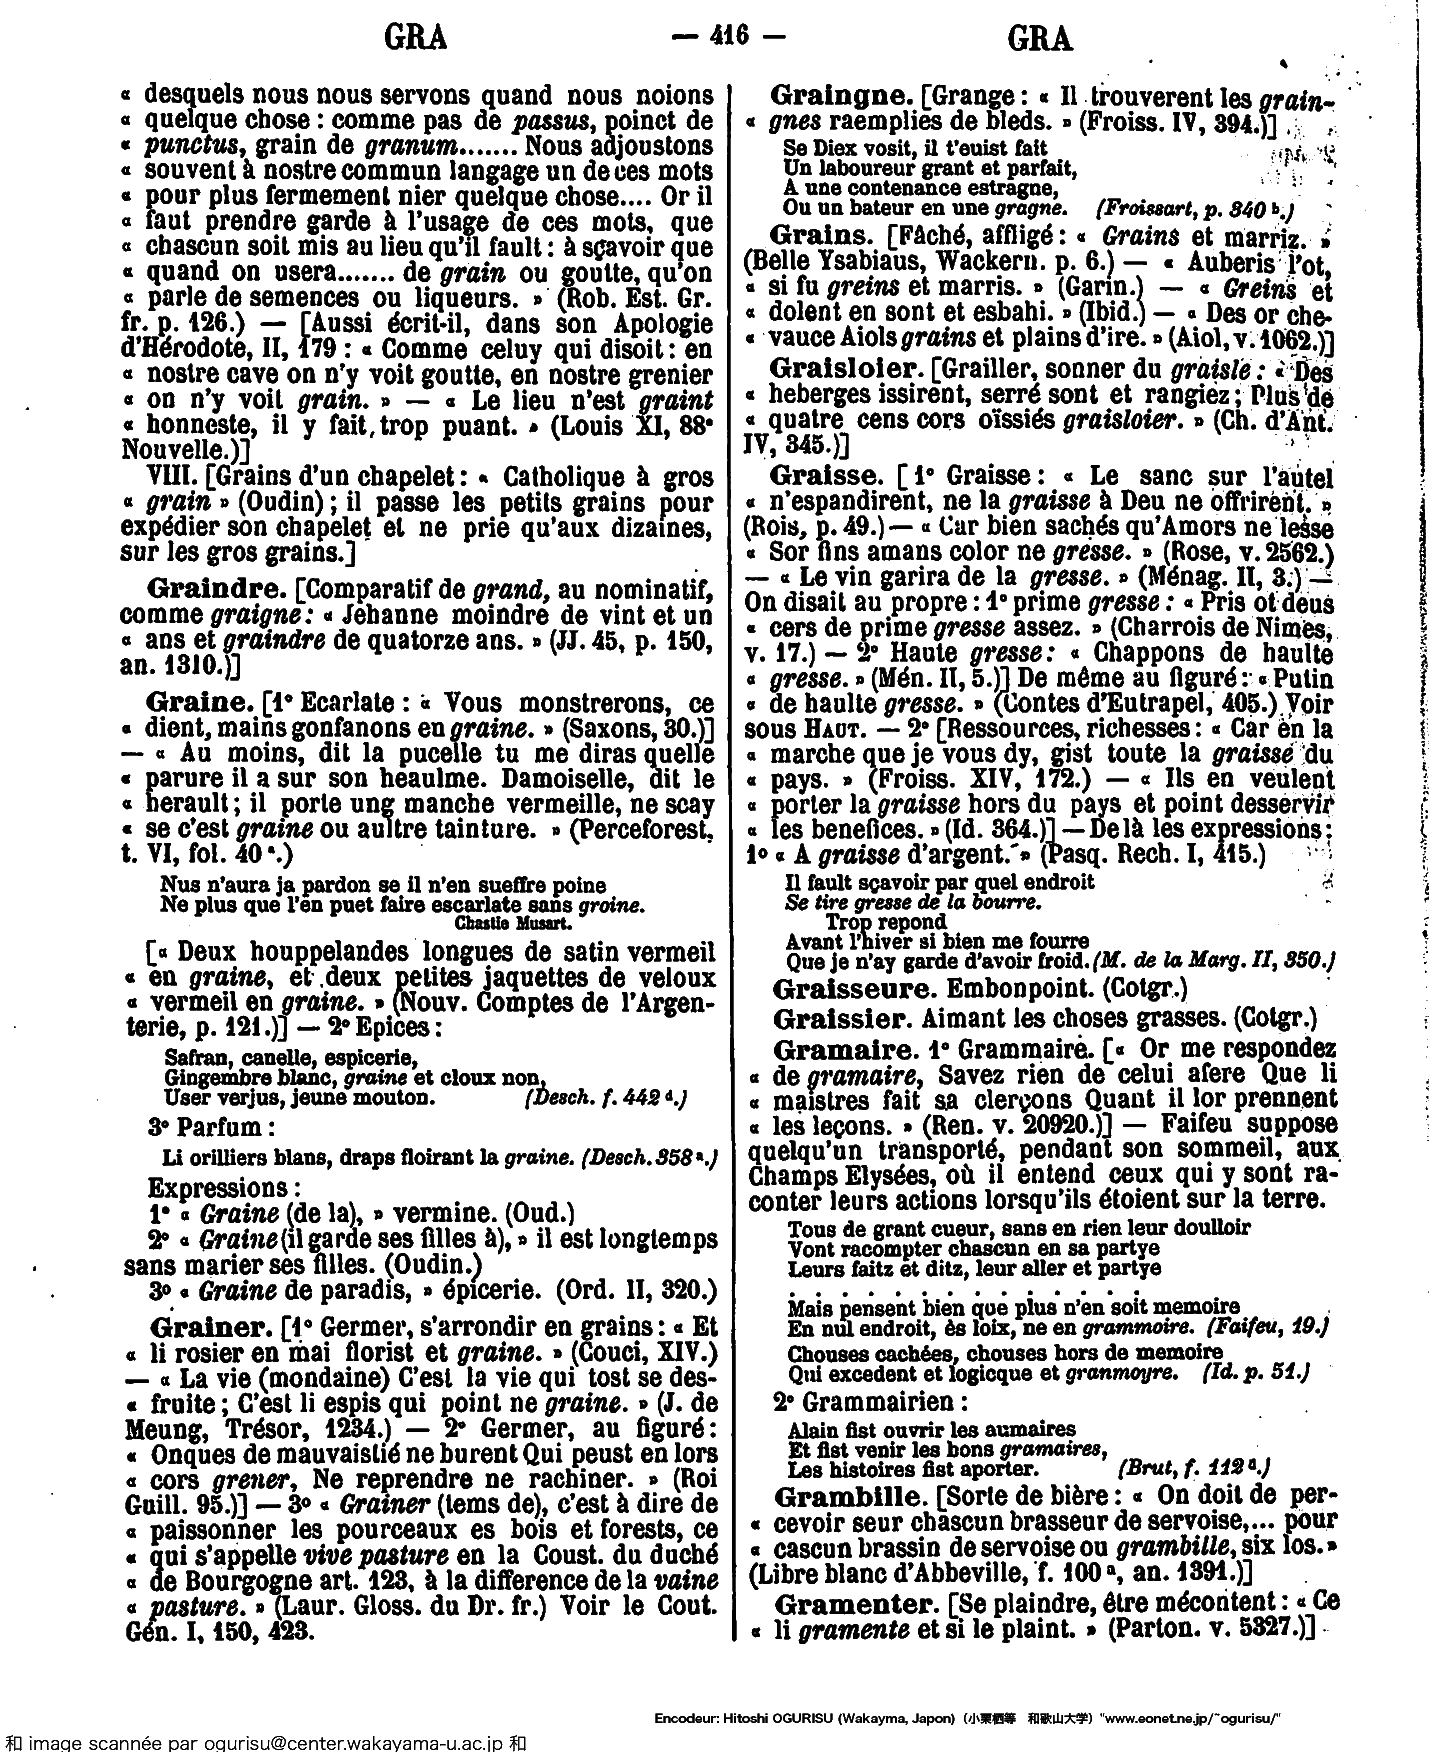 GRA
— 416 —
GRA
« desquels nous nous servons quand nous noions
« quelque chose : comme pas de passus, poinct de
« punctus, grain de granum....... Nous adjoustons
« souvent à nostre commun langage un de ces mots
« pour plus fermement nier quelque chose.... Or il
« faut prendre garde à l'usage de ces mots, que
« chascun soit mis au lieu qu'il fault : à sçavoir que
« quand on usera....... de grain ou goutte, qu'on
« parle de semences ou liqueurs. » (Rob. Est. Gr.
fr. p. 126.) — [Aussi écrit-il, dans son Apologie
d'Hérodote, II, 179 : « Comme celuy qui disoit : en
« nostre cave on n'y voit goutte, en nostre grenier
« on n'y voit grain. » — « Le lieu n'est graint
« honneste, il y fait trop puant. » (Louis XI, 88e
Nouvelle.)]
VIII. [Grains d'un chapelet : « Catholique à gros
« grain » (Oudin) ; il passe les petits grains pour
expédier son chapelet et ne prie qu'aux dizaines,
sur les gros grains.]
Graindre. [Comparatif de grand, au nominatif,
comme graigne : « Jehanne moindre de vint et un
« ans et graindre de quatorze ans. » (JJ. 45, p. 150,
an. 1310.)]
Graine. [1° Ecarlate : « Vous monstrerons, ce
« dient, mains gonfanons en graine. » (Saxons, 30.)]
— « Au moins, dit la pucelle tu me diras quelle
« parure il a sur son heaulme. Damoiselle, dit le
« herault ; il porte ung manche vermeille, ne scay
« se c'est graine ou aultre tainture. » (Perceforest,
t. VI, fol. 40 a.)
Nus n'aura ja pardon se il n'en sueffre poine
Ne plus que l'en puet faire escarlate sans groine.
Chastie Musart.
[« Deux houppelandes longues de satin vermeil
« en graine, et deux petites jaquettes de veloux
« vermeil en graine. » (Nouv. Comptes de l'Argen-
terie, p. 121.)] — 2° Epices :
Safran, canelle, espicerie,
Gingembre blanc, graine et cloux non,
User verjus, jeune mouton. (Desch. f. 442 d.)
3° Parfum :
Li orilliers blans, draps floirant la graine. (Desch. 358 a.)
Expressions :
1° « Graine (de la), » vermine. (Oud.)
2° « Graine (il garde ses filles à), » il est longtemps
sans marier ses filles. (Oudin.)
3° « Graine de paradis, » épicerie. (Ord. II, 320.)
Grainer. [1° Germer, s'arrondir en grains : « Et
« li rosier en mai florist et graine. » (Couci, XIV.)
— « La vie (mondaine) C'est la vie qui tost se des-
« fruite ; C'est li espis qui point ne graine. » (J. de
Meung, Trésor, 1234.) — 2° Germer, au figuré :
« Onques de mauvaistié ne burent Qui peust en lors
« cors grener, Ne reprendre ne rachiner. » (Roi
Guill. 95.)] — 3° « Grainer (tems de), c'est à dire de
« paissonner les pourceaux es bois et forests, ce
« qui s'appelle vive pasture en la Coust. du duché
« de Bourgogne art. 123, à la difference de la vaine
« pasture. » (Laur. Gloss. du Dr. fr.) Voir le Cout.
Gén. I, 150, 423.
Graingne. [Grange : « Il trouverent les grain-
« gnes raemplies de bleds. » (Froiss. IV, 394.)]
Se Diex vosit, il t'euist fait
Un laboureur grant et parfait,
A une contenance estragne,
Ou un bateur en une gragne. (Froissart, p. 340 b.)
Grains. [Fâché, affligé : « Grains et marriz. »
(Belle Ysabiaus, Wackern. p. 6.) — « Auberis l'ot,
« si fu greins et marris. » (Garin.) — « Greins et
« dolent en sont et esbahi. » (Ibid.) — « Des or che-
« vauce Aiols grains et plains d'ire. » (Aiol, v. 1062.)]
Graisloier. [Grailler, sonner du graisle : « Des
« heberges issirent, serré sont et rangiez ; Plus de
« quatre cens cors oïssiés graisloier. » (Ch. d'Ant.
IV, 345.)]
Graisse. [1° Graisse : « Le sanc sur l'autel
« n'espandirent, ne la graisse à Deu ne offrirent. »
(Rois, p. 49.) — « Car bien sachés qu'Amors ne lesse
« Sor fins amans color ne gresse. » (Rose, v. 2562.)
— « Le vin garira de la gresse. » (Ménag. II, 3.) —
On disait au propre : 1° prime gresse : « Pris ot deus
« cers de prime gresse assez. » (Charrois de Nimes,
v. 17.) — 2° Haute gresse : « Chappons de haulte
« gresse. » (Mén. II, 5.)] De même au figuré : « Putin
« de haulte gresse. » (Contes d'Eutrapel, 405.) Voir
sous HAUT. — 2° [Ressources, richesses : « Car en la
« marche que je vous dy, gist toute la graisse du
« pays. » (Froiss. XIV, 172.) — « Ils en veulent
« porter la graisse hors du pays et point desservir
« les benefices. » (Id. 364.)] — De là les expressions :
1° « A graisse d'argent. » (Pasq. Rech. I, 415.)
Il fault sçavoir par quel endroit
Se tire gresse de la bourre.
Trop repond
Avant l'hiver si bien me fourre
Que je n'ay garde d'avoir froid. (M. de la Marg. II, 350.)
Graisseure. Embonpoint. (Cotgr.)
Graissier. Aimant les choses grasses. (Cotgr.)
Gramaire. 1° Grammaire. [« Or me respondez
« de gramaire, Savez rien de celui afere Que li
« maistres fait sa clerçons Quant il lor prennent
« les leçons. » (Ren. v. 20920.)] — Faifeu suppose
quelqu'un transporté, pendant son sommeil, aux
Champs Elysées, où il entend ceux qui y sont ra-
conter leurs actions lorsqu'ils étoient sur la terre.
Tous de grant cueur, sans en rien leur doulloir
Vont racompter chascun en sa partye
Leurs faitz et ditz, leur aller et partye
. . . . . . . . . . . . . . .
Mais pensent bien que plus n'en soit memoire
En nul endroit, ès loix, ne en grammoire. (Faifeu, 19.)
Chouses cachées, chouses hors de memoire
Qui excedent et logicque et granmoyre. (Id. p. 51.)
2° Grammairien :
Alain fist ouvrir les aumaires
Et fist venir les bons gramaires,
Les histoires fist aporter. (Brut, f. 112 d.)
Grambille. [Sorte de bière : « On doit de per-
« cevoir seur chascun brasseur de servoise,... pour
« cascun brassin de servoise ou grambille, six los. »
(Libre blanc d'Abbeville, f. 100 a, an. 1391.)]
Gramenter. [Se plaindre, être mécontent : « Ce
« li gramente et si le plaint. » (Parton. v. 5327.)]
Encodeur: Hitoshi OGURISU (Wakayma, Japon) (小栗栖等 和歌山大学) "www.eonet.ne.jp/~ogurisu/"
和 image scannée par ogurisu@center.wakayama-u.ac.jp 和